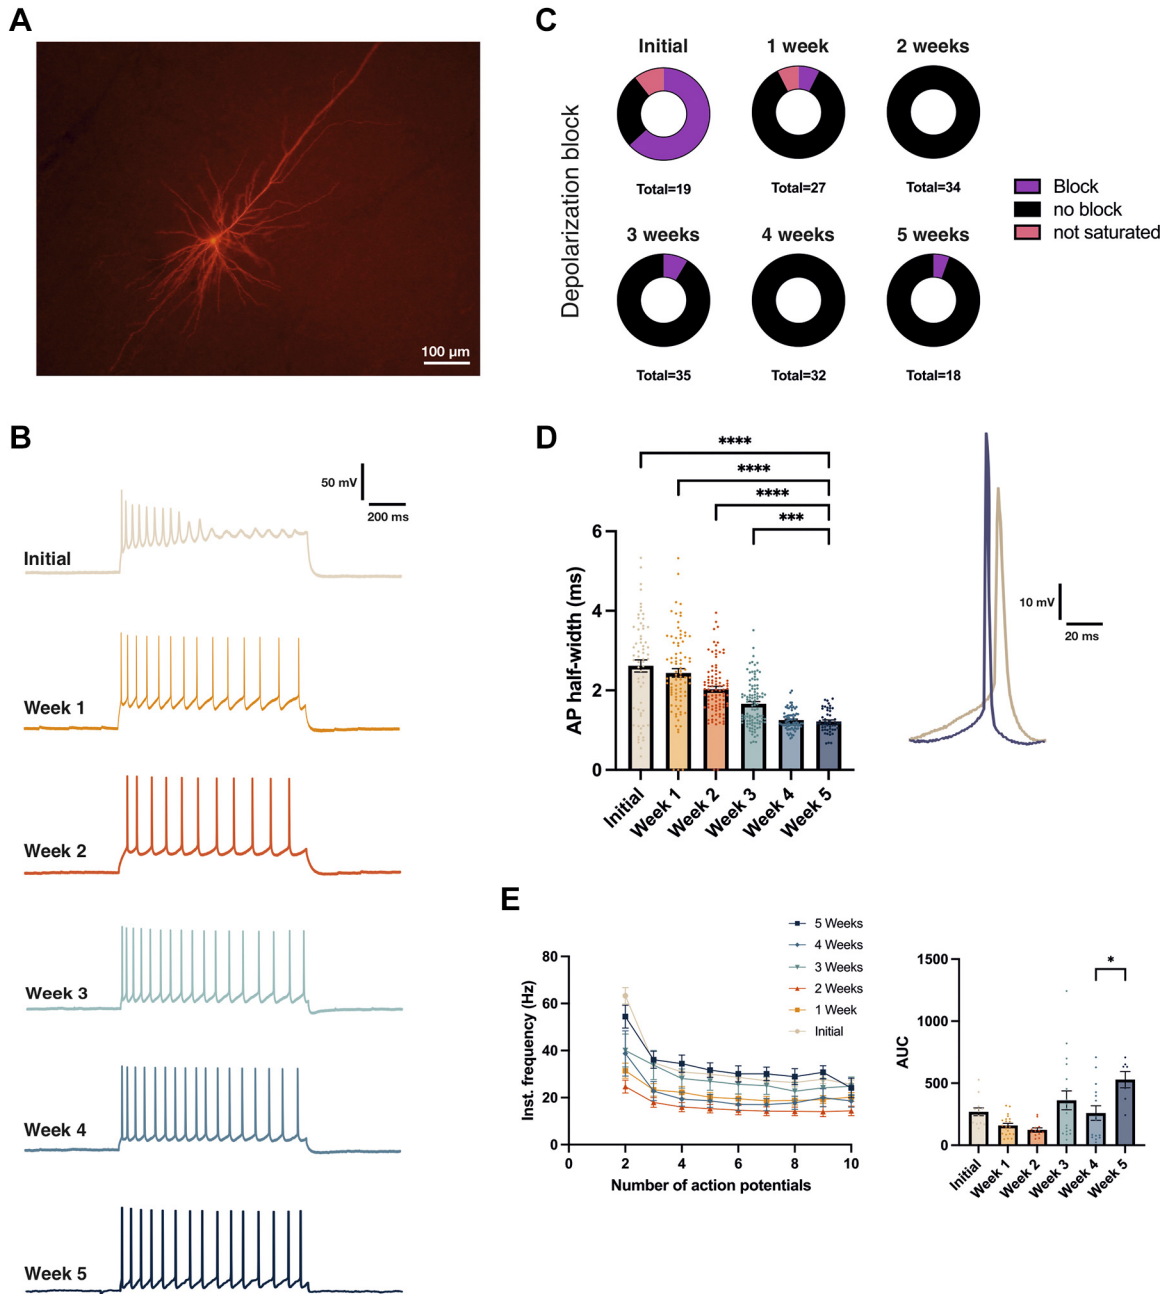 A
100 µm
B
50 mV
200 ms
Initial
Week 1
Week 2
Week 3
Week 4
Week 5
C
Depolarization block
Initial
1 week
2 weeks
Total=19
Total=27
Total=34
3 weeks
4 weeks
5 weeks
Total=35
Total=32
Total=18
Block
no block
not saturated
D
****
****
****
***
AP half-width (ms)
6
4
2
0
Initial
Week 1
Week 2
Week 3
Week 4
Week 5
10 mV
20 ms
E
Inst. frequency (Hz)
80
60
40
20
0
0
2
4
6
8
10
Number of action potentials
5 Weeks
4 Weeks
3 Weeks
2 Weeks
1 Week
Initial
AUC
1500
1000
500
0
*
Initial
Week 1
Week 2
Week 3
Week 4
Week 5